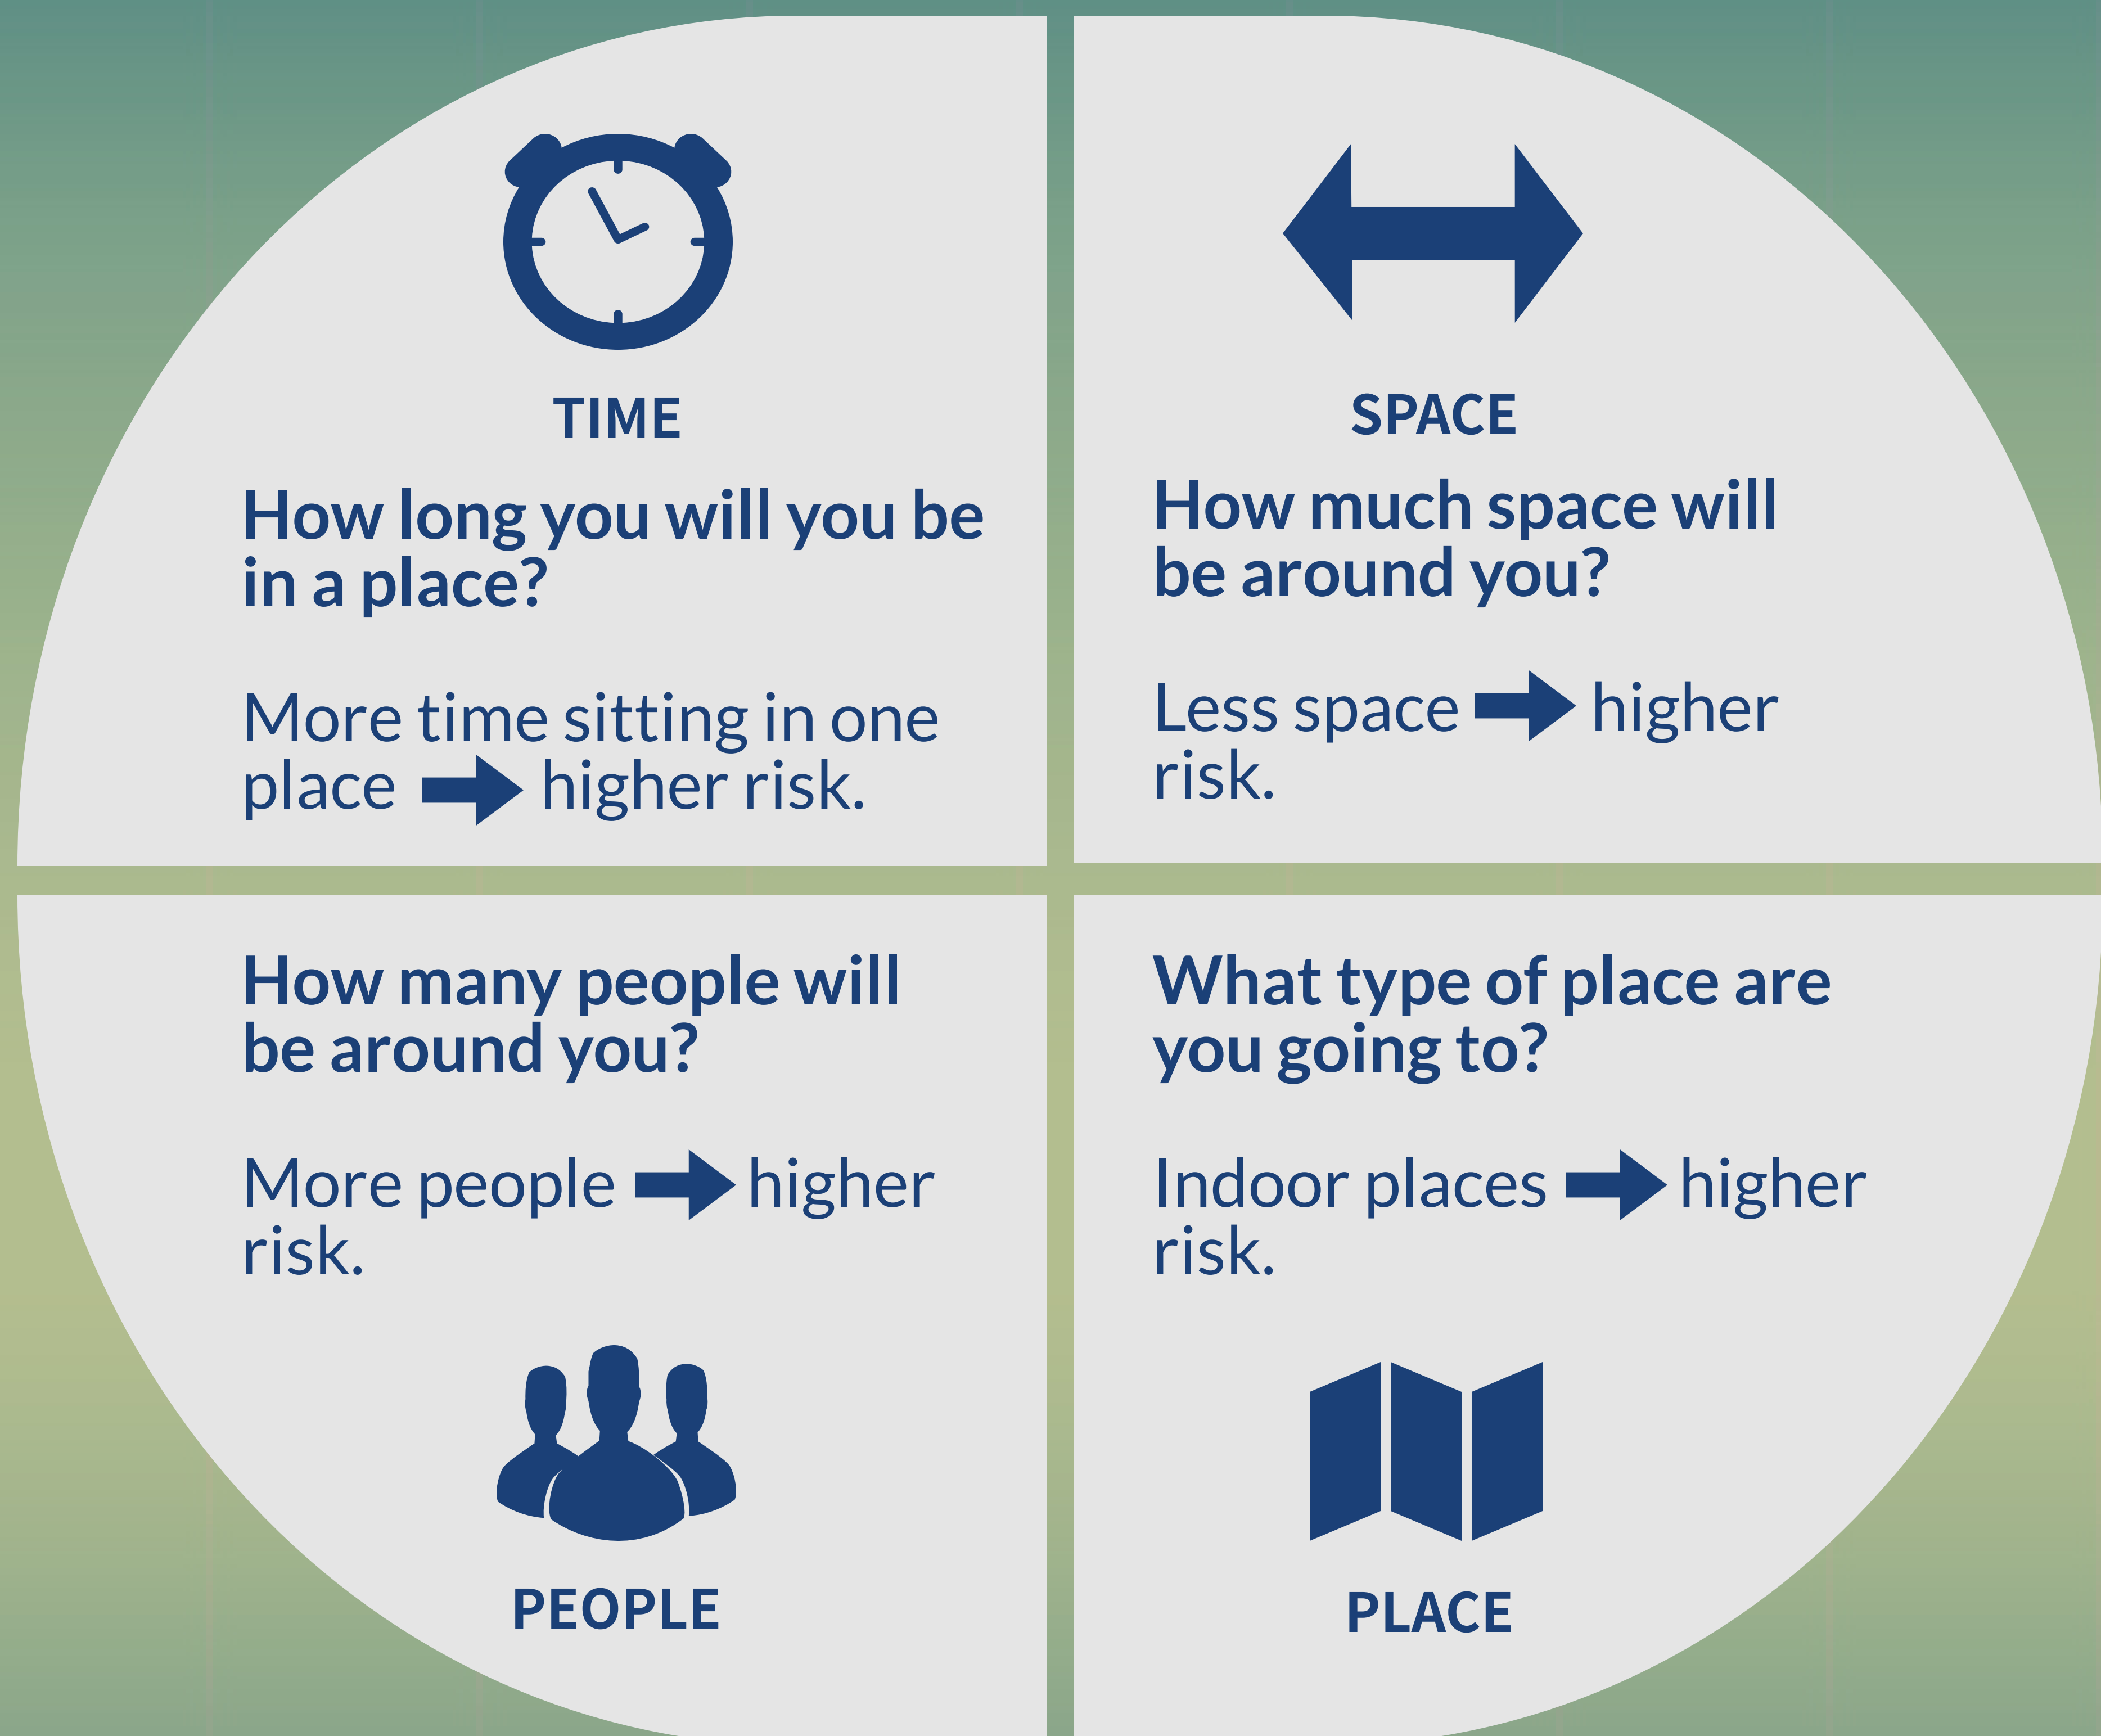 TIME
How long you will you be
in a place?
More time sitting in one
place higher risk.
SPACE
How much space will
be around you?
Less space higher
risk.
How many people will
be around you?
More people higher
risk.
PEOPLE
What type of place are
you going to?
Indoor places higher
risk.
PLACE